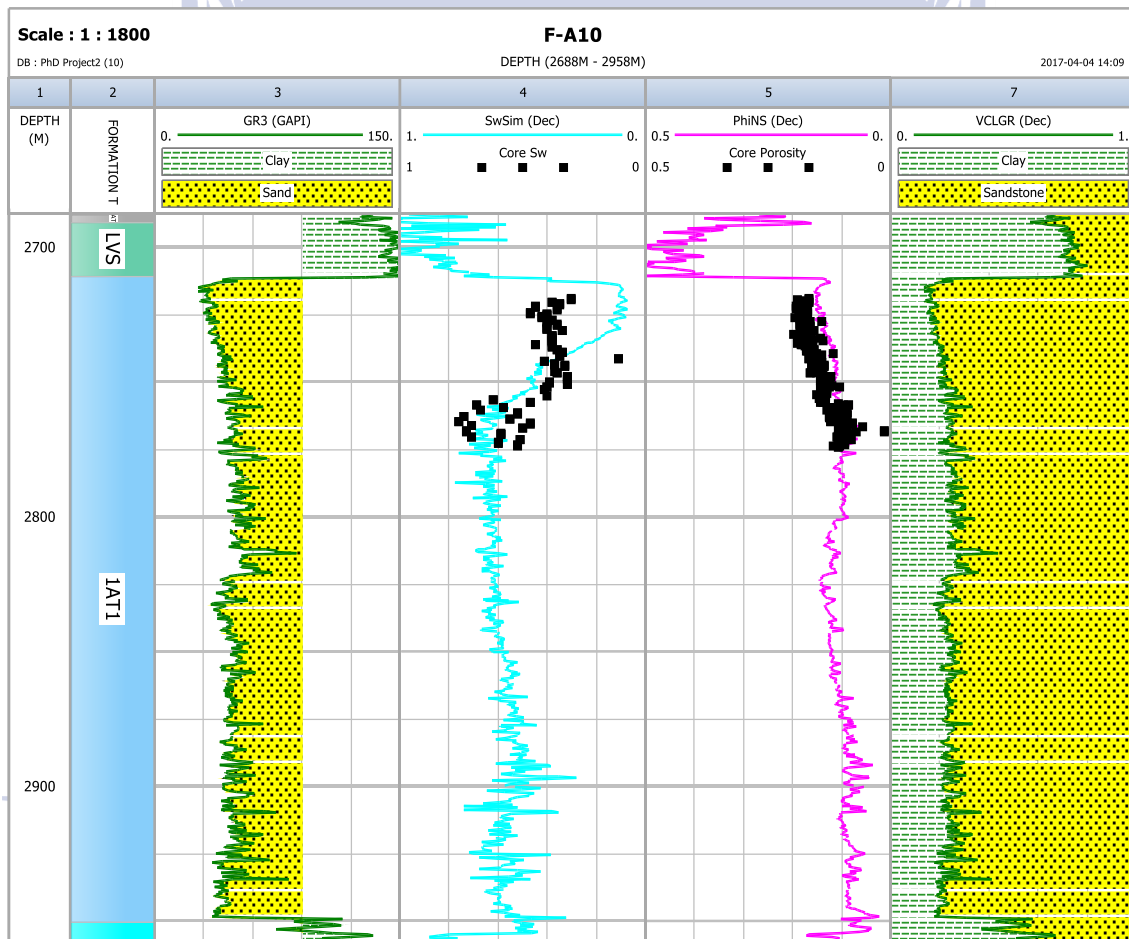 Scale : 1 : 1800
F-A10
DB : PhD Project2 (10)
DEPTH (2688M - 2958M)
2017-04-04 14:09
1 2 3 4 5 7
DEPTH
(M)
FORMATION T
GR3 (GAPI)
0. 150.
Clay
Sand
SwSim (Dec)
1. 0.
Core Sw
1 0
PhiNS (Dec)
0.5 0.
Core Porosity
0.5 0
VCLGR (Dec)
0. 1.
Clay
Sandstone
AT
LVS
2700
2800
1AT1
2900